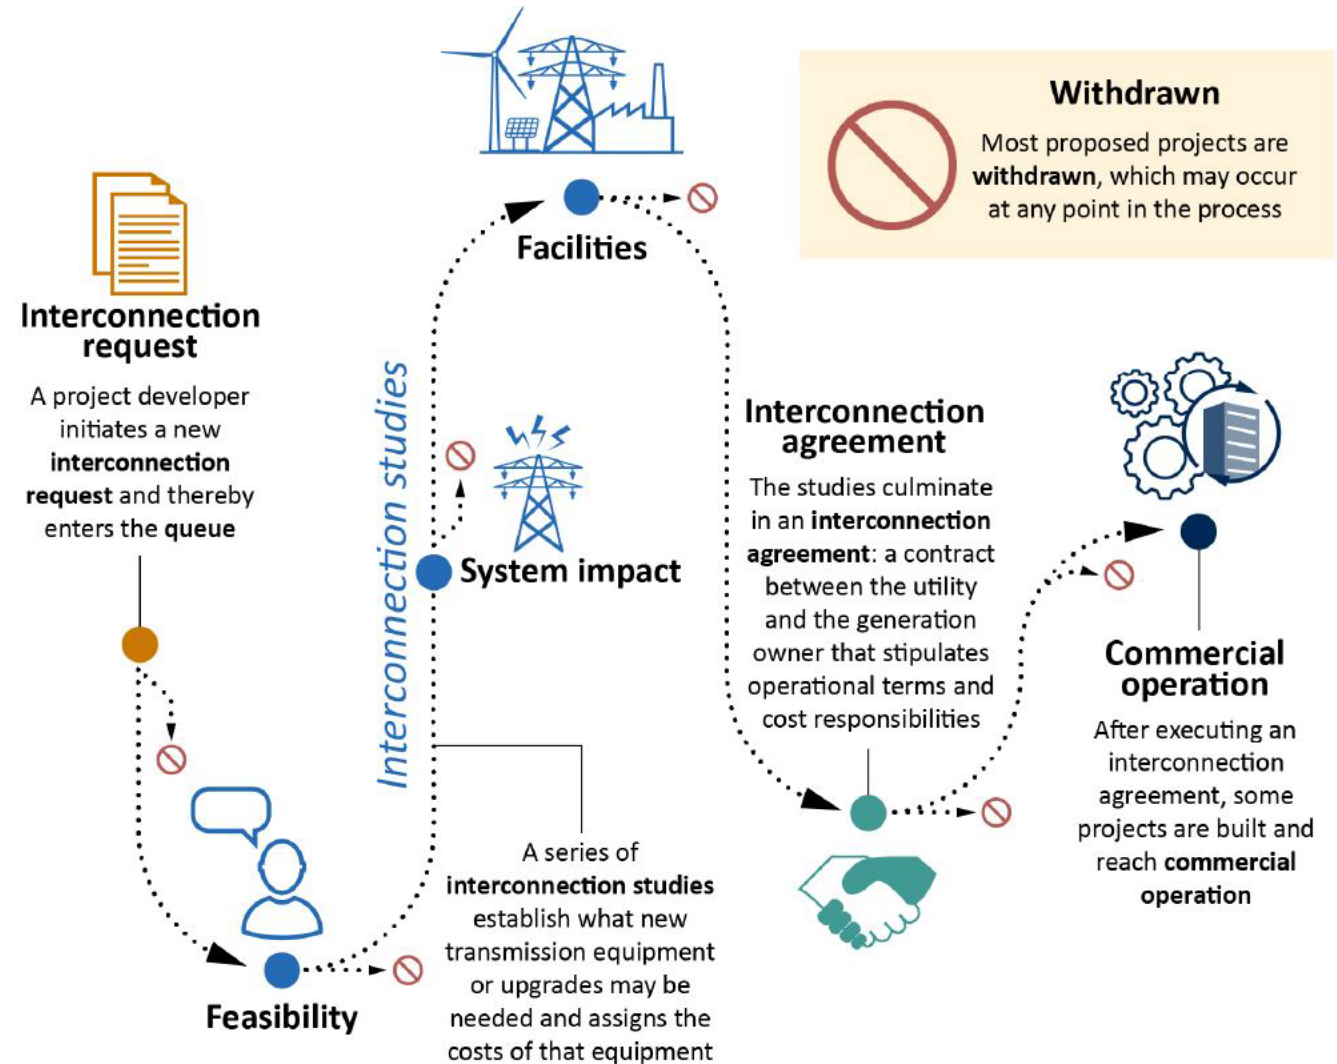 Withdrawn
Most proposed projects are
withdrawn, which may occur
at any point in the process
Facilities
Interconnection
request
A project developer
initiates a new
interconnection
request and thereby
enters the queue
Interconnection studies
System impact
Interconnection
agreement
The studies culminate
in an interconnection
agreement: a contract
between the utility
and the generation
owner that stipulates
operational terms and
cost responsibilities
Commercial
operation
After executing an
interconnection
agreement, some
projects are built and
reach commercial
operation
Feasibility
A series of
interconnection studies
establish what new
transmission equipment
or upgrades may be
needed and assigns the
costs of that equipment